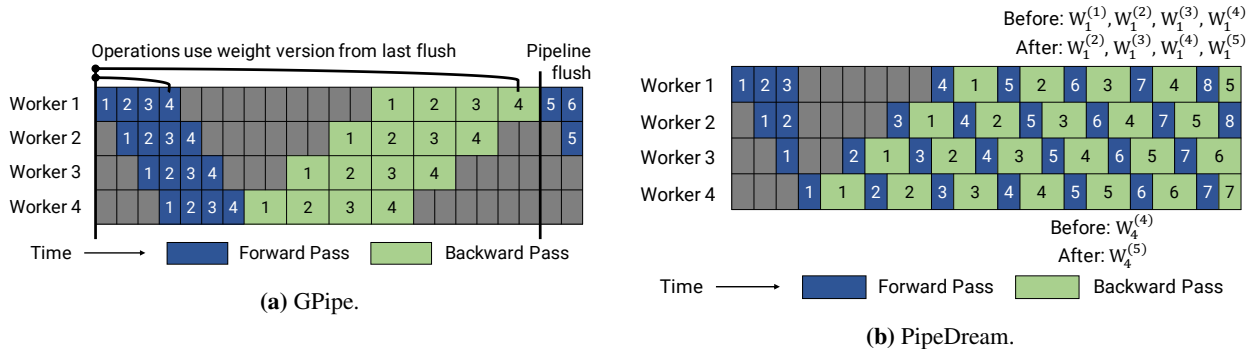 Operations use weight version from last flush
Pipeline
flush
Worker 1 1 2 3 4 1 2 3 4 5 6
Worker 2 1 2 3 4 1 2 3 4 5
Worker 3 1 2 3 4 1 2 3 4
Worker 4 1 2 3 4 1 2 3 4
Time Forward Pass Backward Pass
(a) GPipe.
Before: W₁⁽¹⁾, W₁⁽²⁾, W₁⁽³⁾, W₁⁽⁴⁾
After: W₁⁽²⁾, W₁⁽³⁾, W₁⁽⁴⁾, W₁⁽⁵⁾
Worker 1 1 2 3 4 1 5 2 6 3 7 4 8 5
Worker 2 1 2 3 1 4 2 5 3 6 4 7 5 8
Worker 3 1 2 1 3 2 4 3 5 4 6 5 7 6
Worker 4 1 1 2 2 3 3 4 4 5 5 6 6 7 7
Before: W₄⁽⁴⁾
After: W₄⁽⁵⁾
Time Forward Pass Backward Pass
(b) PipeDream.